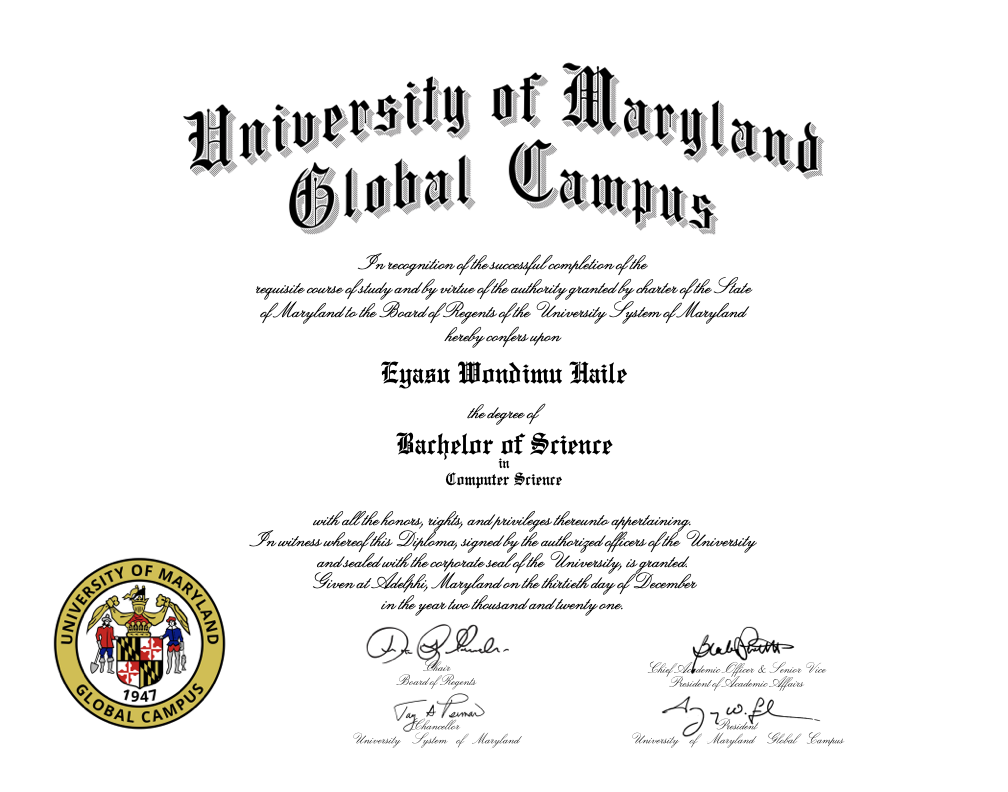 University of Maryland
Global Campus
In recognition of the successful completion of the
requisite course of study and by virtue of the authority granted by charter of the State
of Maryland to the Board of Regents of the University System of Maryland
hereby confers upon
Eyasu Wondimu Haile
the degree of
Bachelor of Science
in
Computer Science
with all the honors, rights, and privileges thereunto appertaining.
In witness whereof this Diploma, signed by the authorized officers of the University
and sealed with the corporate seal of the University, is granted.
Given at Adelphi, Maryland on the thirtieth day of December
in the year two thousand and twenty one.
UNIVERSITY OF MARYLAND
1947
GLOBAL CAMPUS
Chair
Board of Regents
Chief Academic Officer & Senior Vice
President of Academic Affairs
Chancellor
University System of Maryland
President
University of Maryland Global Campus